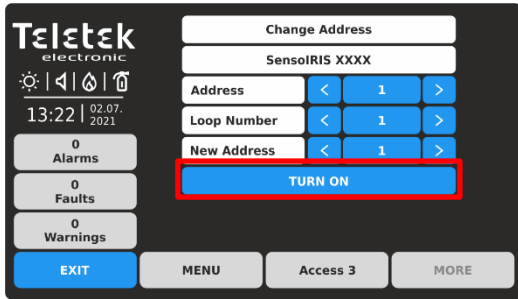 Teletek
electronic
13:22 | 02.07.
2021
0
Alarms
0
Faults
0
Warnings
Change Address
SensoIRIS XXXX
Address < 1 >
Loop Number < 1 >
New Address < 1 >
TURN ON
EXIT MENU Access 3 MORE